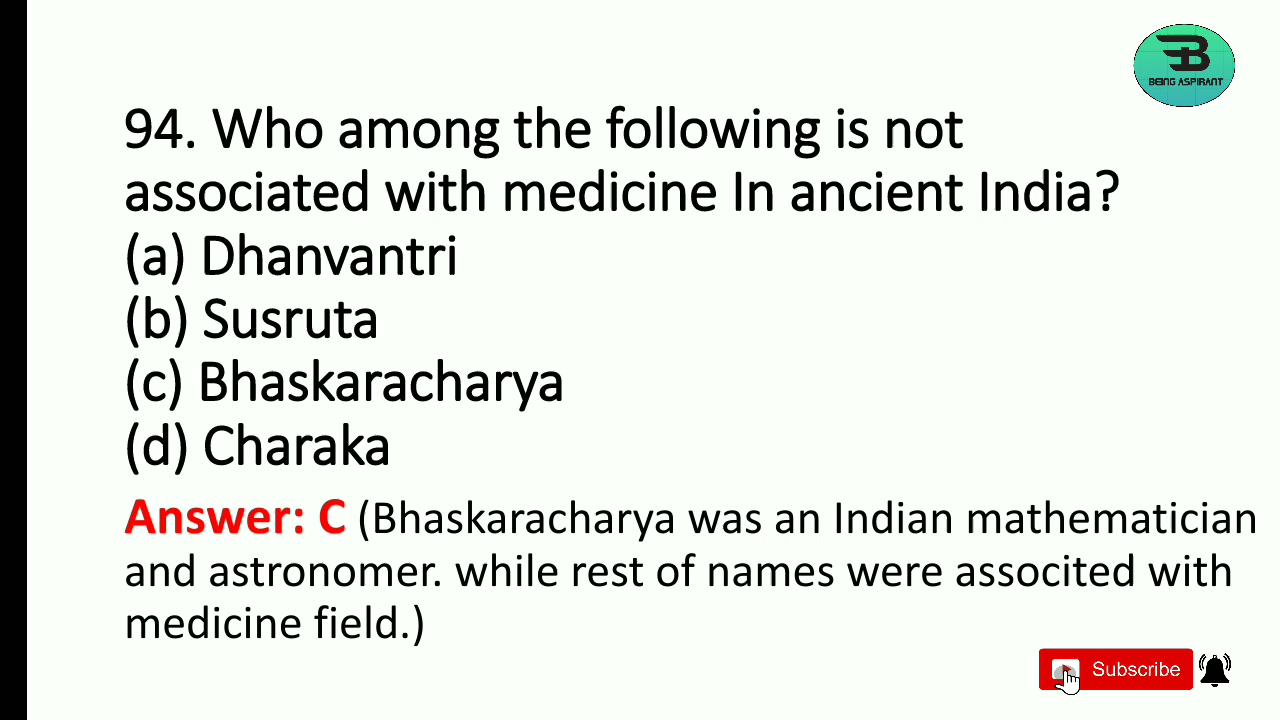 BEING ASPIRANT
94. Who among the following is not
associated with medicine In ancient India?
(a) Dhanvantri
(b) Susruta
(c) Bhaskaracharya
(d) Charaka
Answer: C (Bhaskaracharya was an Indian mathematician
and astronomer. while rest of names were associted with
medicine field.)
Subscribe